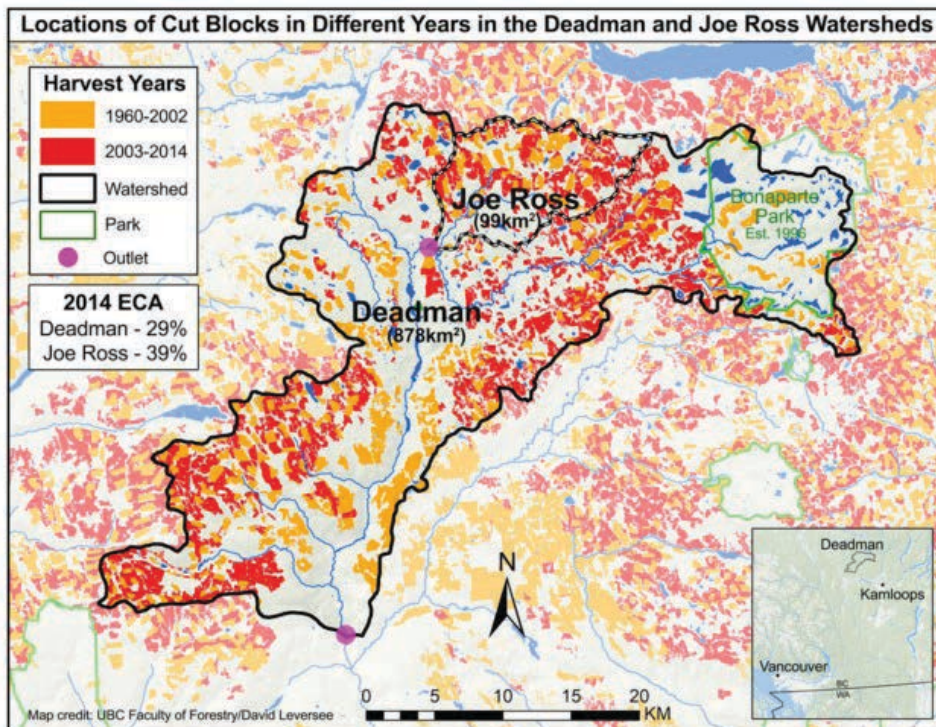 Locations of Cut Blocks in Different Years in the Deadman and Joe Ross Watersheds
Harvest Years
1960-2002
2003-2014
Watershed
Park
Outlet
2014 ECA
Deadman - 29%
Joe Ross - 39%
Joe Ross
(99km²)
Bonaparte
Park
Est. 1996
Deadman
(878km²)
N
Deadman
Kamloops
Vancouver
BC
WA
0 5 10 15 20
KM
Map credit: UBC Faculty of Forestry/David Leversee